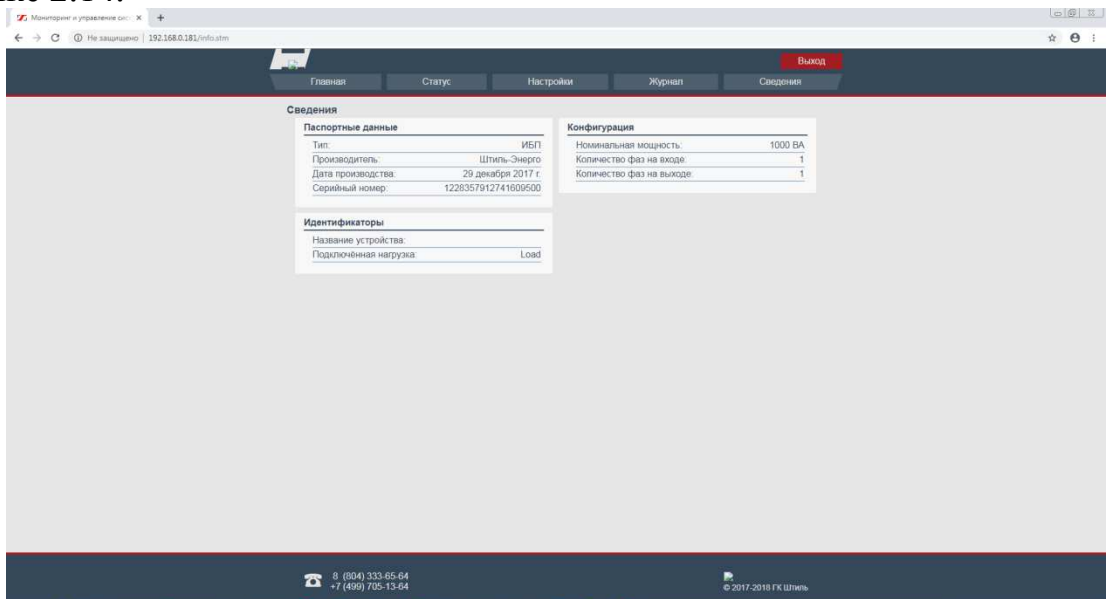 Мониторинг и управление сис
Не защищено | 192.168.0.181/info.stm
Выход
Главная Статус Настройки Журнал Сведения
Сведения
Паспортные данные
Тип: ИБП
Производитель: Штиль-Энерго
Дата производства: 29 декабря 2017 г.
Серийный номер: 1228357912741609500
Конфигурация
Номинальная мощность: 1000 ВА
Количество фаз на входе: 1
Количество фаз на выходе: 1
Идентификаторы
Название устройства:
Подключённая нагрузка: Load
8 (804) 333-65-64
+7 (499) 705-13-64
© 2017-2018 ГК Штиль